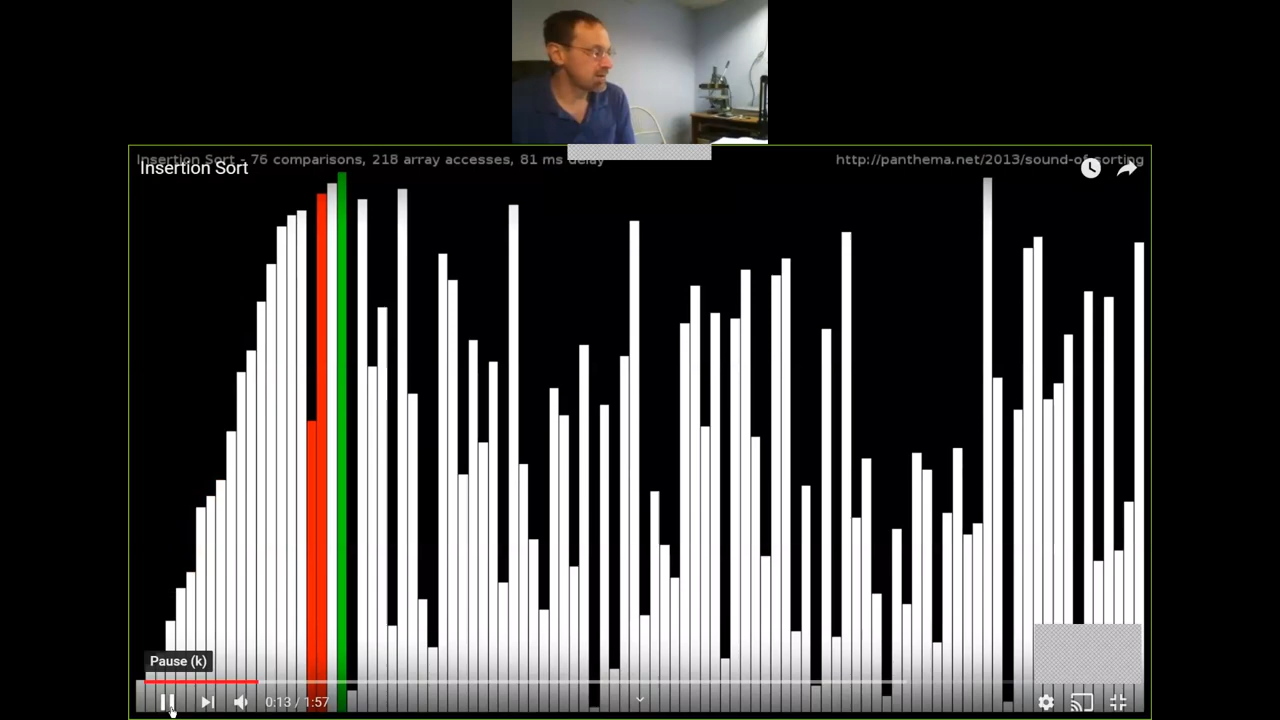 Insertion Sort - 76 comparisons, 218 array accesses, 81 ms delay
http://panthema.net/2013/sound-of-sorting
Insertion Sort
Pause (k)
0:13 / 1:57